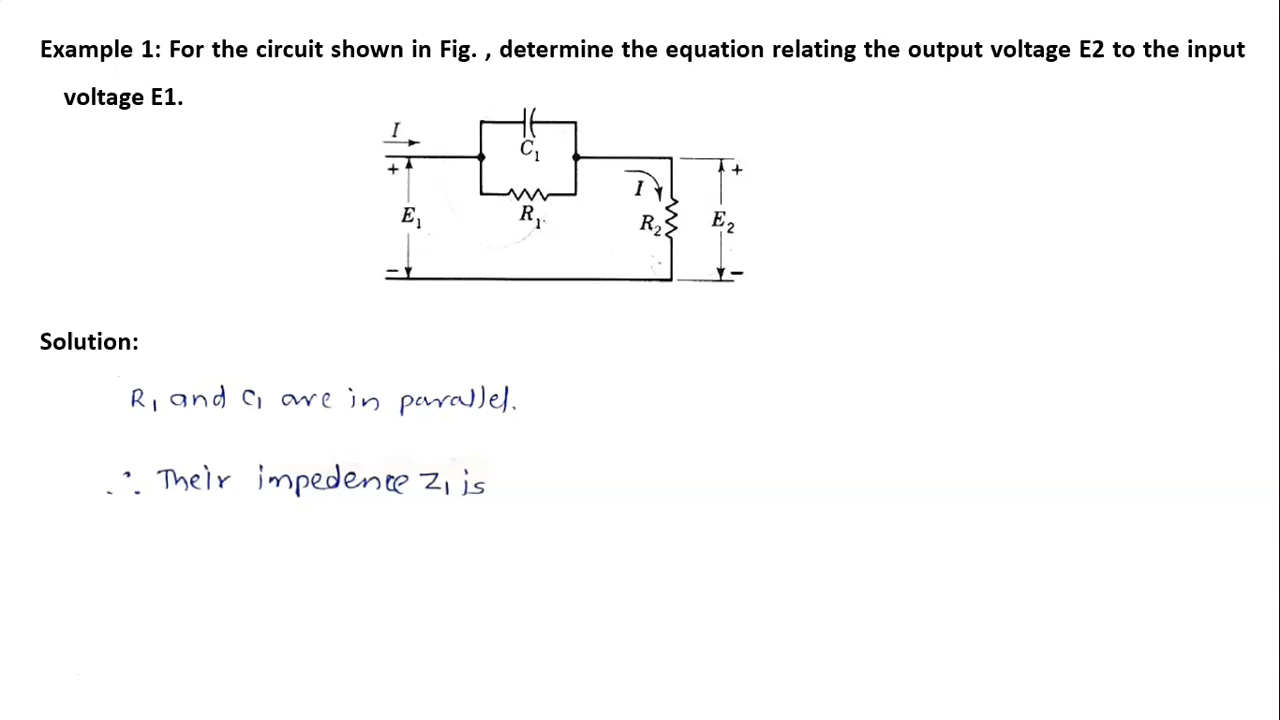 Example 1: For the circuit shown in Fig. , determine the equation relating the output voltage E2 to the input
voltage E1.
I
C1
+
+
I
E1
R1
R2
E2
−
−
Solution:
R1 and C1 are in parallel.
∴ Their impedence Z1 is